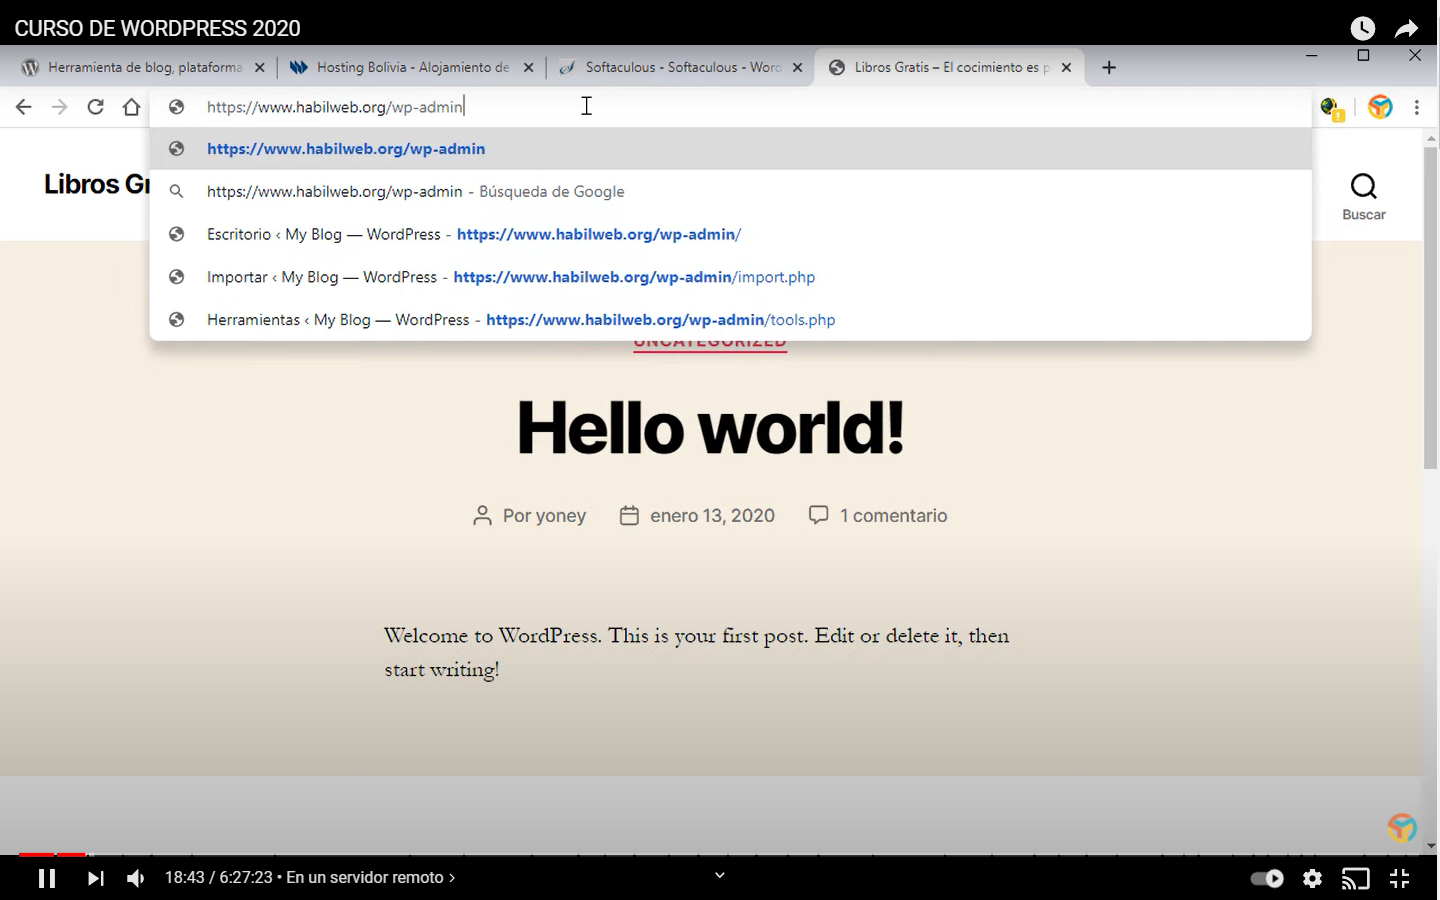 CURSO DE WORDPRESS 2020
Herramienta de blog, plataforma
Hosting Bolivia - Alojamiento de
Softaculous - Softaculous - Word
Libros Gratis – El cocimiento es p
https://www.habilweb.org/wp-admin
https://www.habilweb.org/wp-admin
https://www.habilweb.org/wp-admin - Búsqueda de Google
Escritorio ‹ My Blog — WordPress - https://www.habilweb.org/wp-admin/
Importar ‹ My Blog — WordPress - https://www.habilweb.org/wp-admin/import.php
Herramientas ‹ My Blog — WordPress - https://www.habilweb.org/wp-admin/tools.php
Libros Gr
Buscar
UNCATEGORIZED
Hello world!
Por yoney
enero 13, 2020
1 comentario
Welcome to WordPress. This is your first post. Edit or delete it, then
start writing!
18:43 / 6:27:23 • En un servidor remoto ›